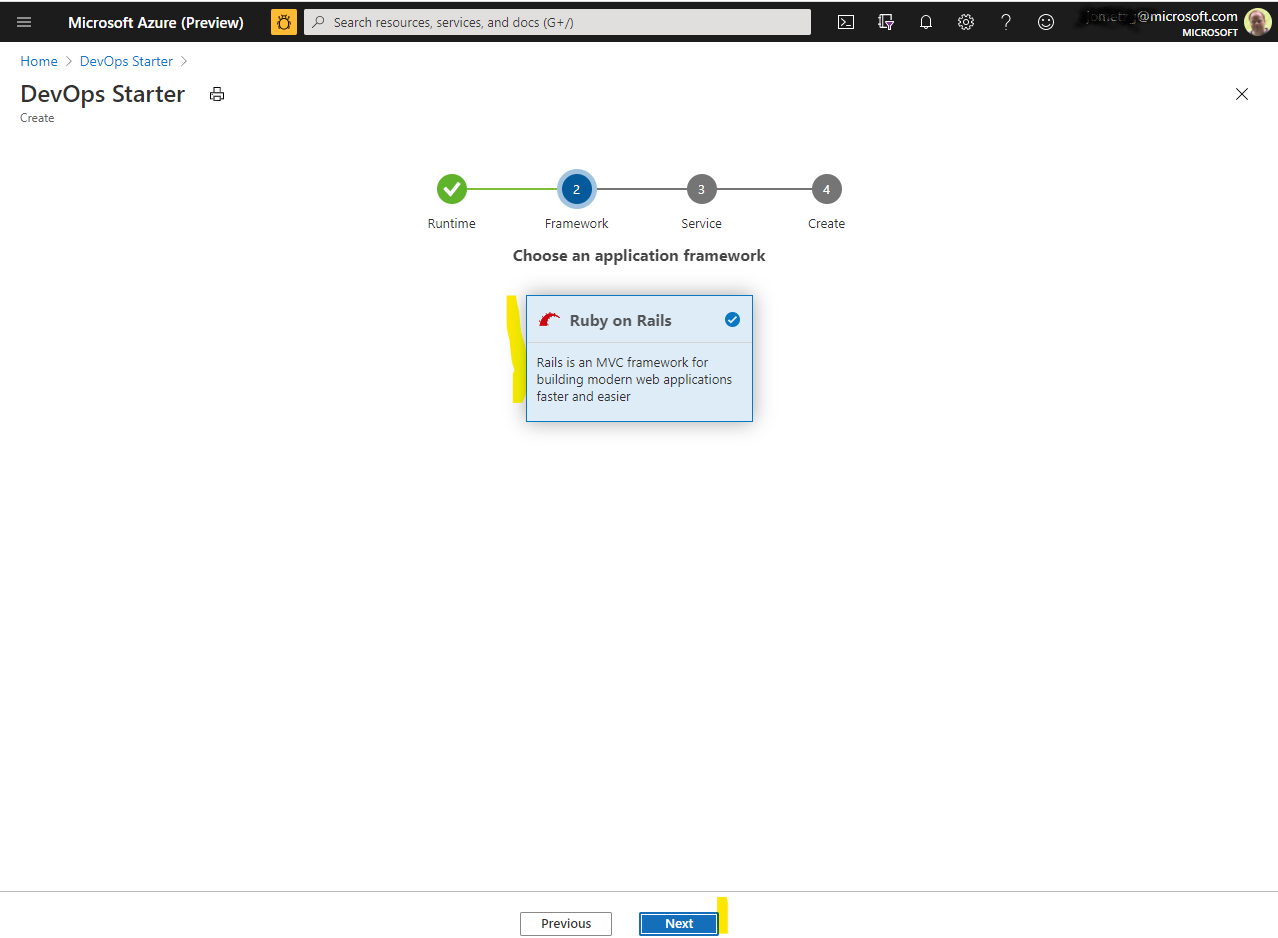 Microsoft Azure (Preview)
Search resources, services, and docs (G+/)
@microsoft.com
MICROSOFT
Home > DevOps Starter >
DevOps Starter
Create
2
3
4
Runtime
Framework
Service
Create
Choose an application framework
Ruby on Rails
Rails is an MVC framework for
building modern web applications
faster and easier
Previous
Next